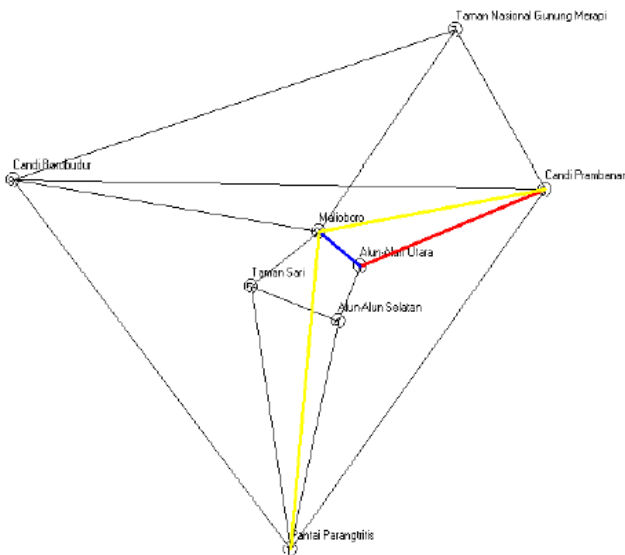 Taman Nasional Gunung Merapi
Candi Borobudur
Candi Prambanan
Malioboro
Alun-Alun Utara
Taman Sari
Alun-Alun Selatan
Pantai Parangtritis